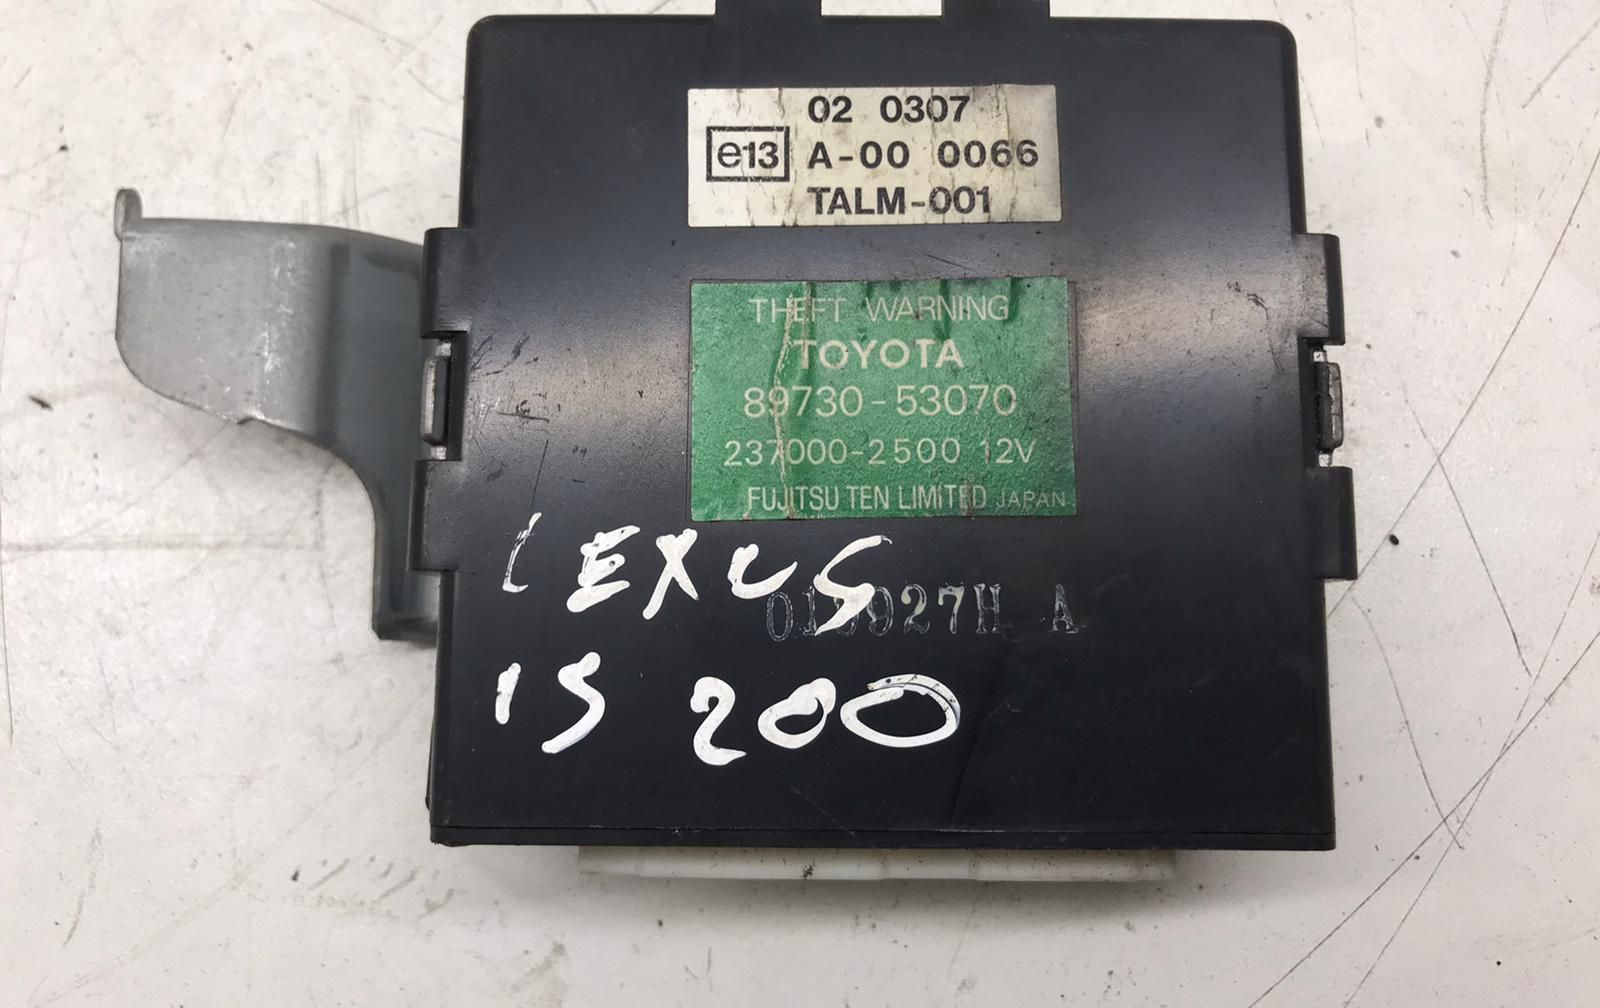 02 0307
e13 A-00 0066
TALM-001
THEFT WARNING
TOYOTA
89730-53070
237000-2500 12V
FUJITSU TEN LIMITED JAPAN
LEXUS
A
IS 200